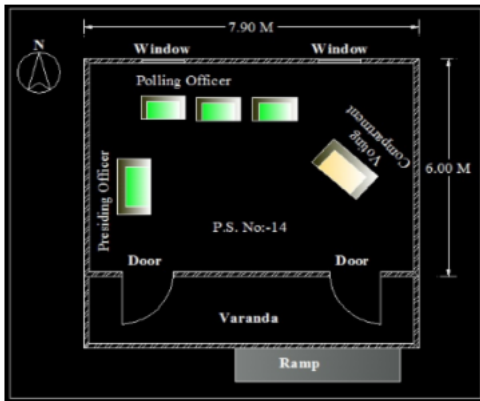 7.90 M
N
Window
Window
Polling Officer
Voting
Compartment
6.00 M
Presiding Officer
P.S. No:-14
Door
Door
Varanda
Ramp